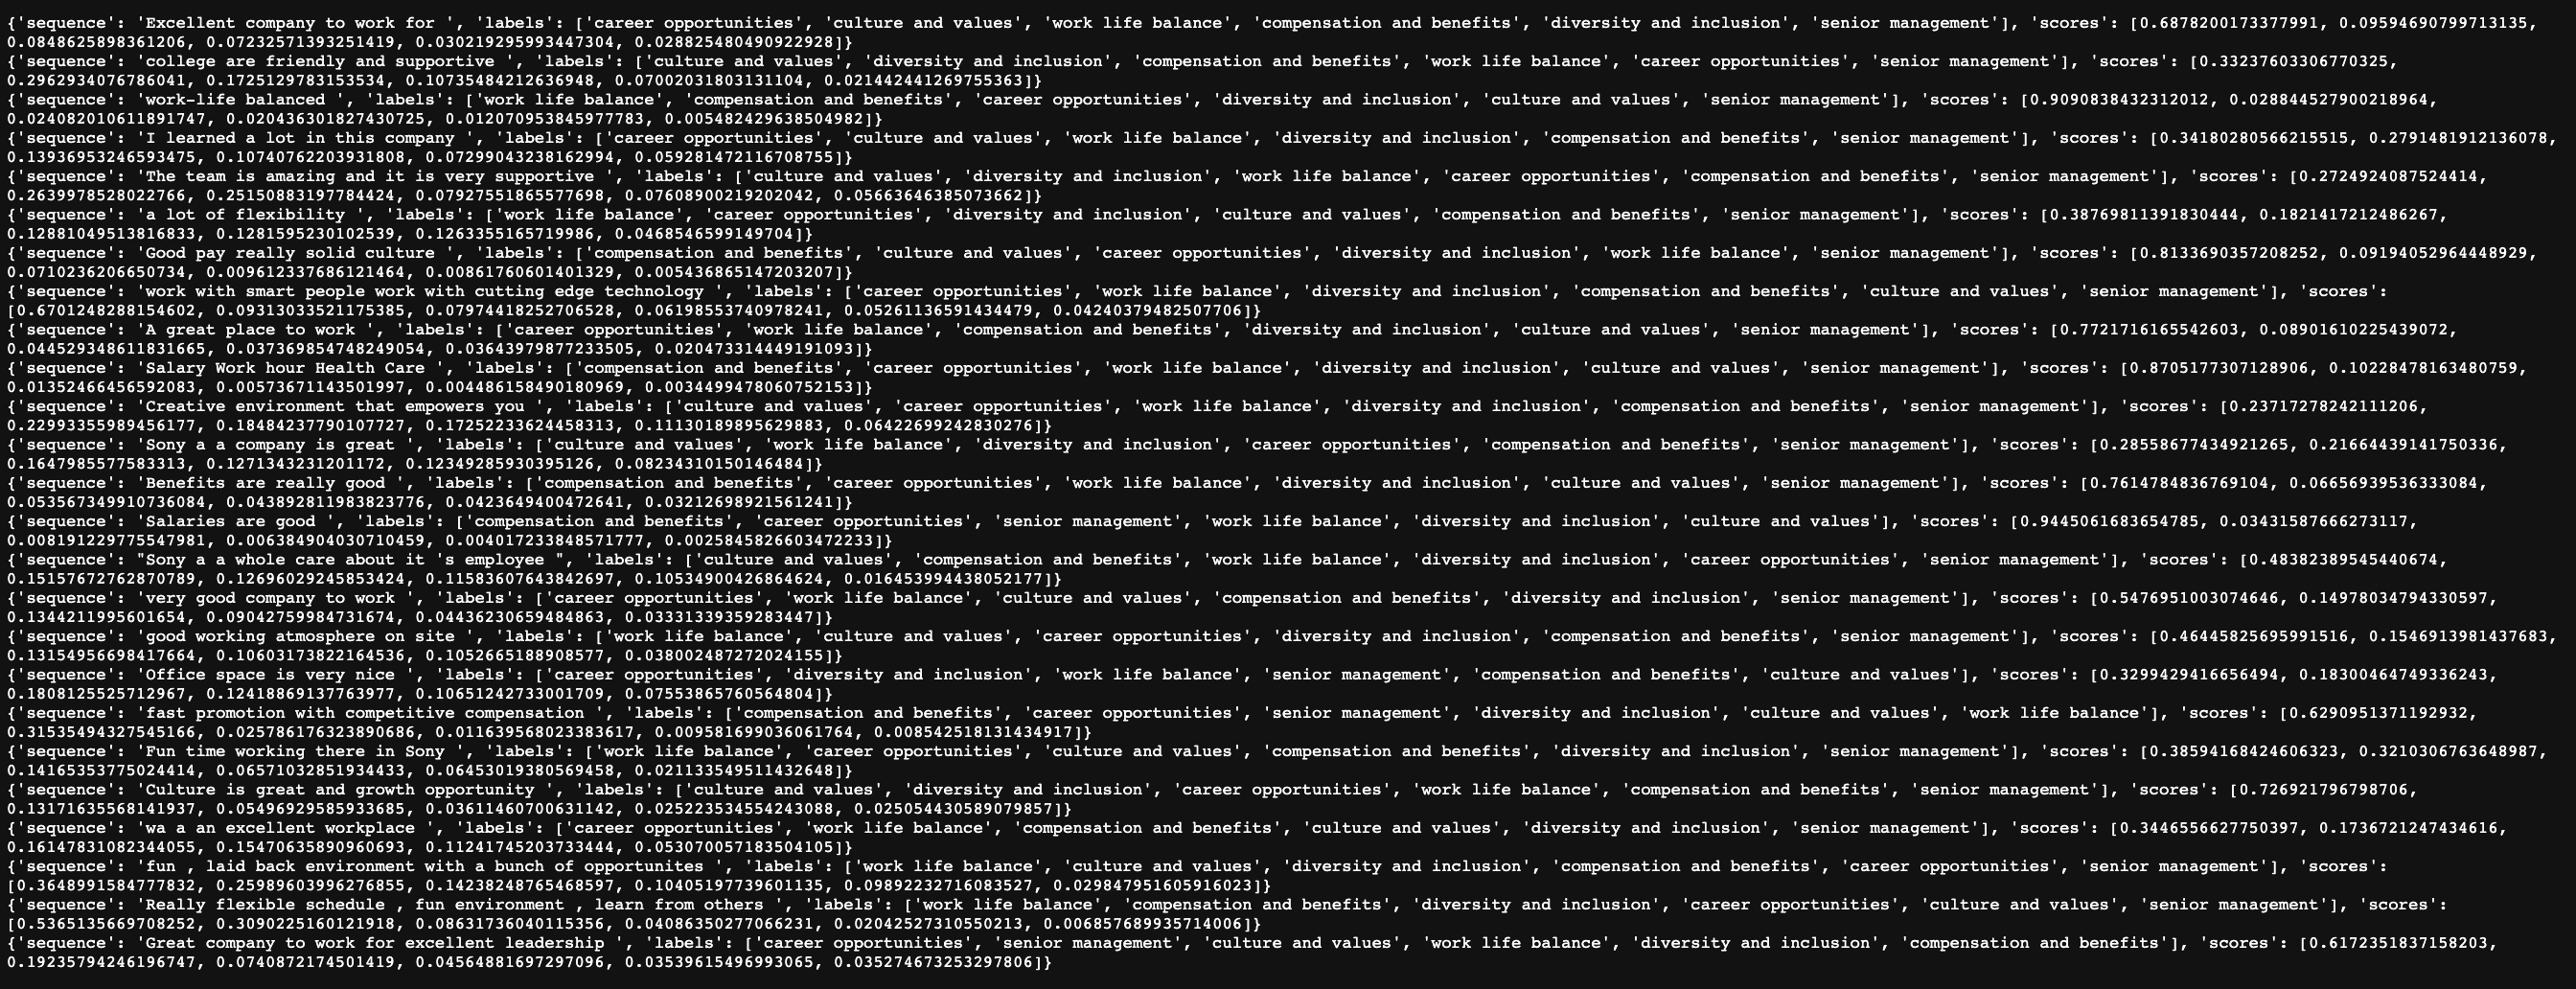 {'sequence': 'Excellent company to work for ', 'labels': ['career opportunities', 'culture and values', 'work life balance', 'compensation and benefits', 'diversity and inclusion', 'senior management'], 'scores': [0.6878200173377991, 0.09594690799713135,
0.0848625898361206, 0.07232571393251419, 0.030219295993447304, 0.028825480490922928]}
{'sequence': 'college are friendly and supportive ', 'labels': ['culture and values', 'diversity and inclusion', 'compensation and benefits', 'work life balance', 'career opportunities', 'senior management'], 'scores': [0.33237603306770325,
0.2962934076786041, 0.1725129783153534, 0.10735484212636948, 0.07002031803131104, 0.021442441269755363]}
{'sequence': 'work-life balanced ', 'labels': ['work life balance', 'compensation and benefits', 'career opportunities', 'diversity and inclusion', 'culture and values', 'senior management'], 'scores': [0.9090838432312012, 0.028844527900218964,
0.024082010611891747, 0.020436301827430725, 0.012070953845977783, 0.005482429638504982]}
{'sequence': 'I learned a lot in this company ', 'labels': ['career opportunities', 'culture and values', 'work life balance', 'diversity and inclusion', 'compensation and benefits', 'senior management'], 'scores': [0.34180280566215515, 0.2791481912136078,
0.13936953246593475, 0.10740762203931808, 0.07299043238162994, 0.059281472116708755]}
{'sequence': 'The team is amazing and it is very supportive ', 'labels': ['culture and values', 'diversity and inclusion', 'work life balance', 'career opportunities', 'compensation and benefits', 'senior management'], 'scores': [0.2724924087524414,
0.2639978528022766, 0.25150883197784424, 0.07927551865577698, 0.07608900219202042, 0.05663646385073662]}
{'sequence': 'a lot of flexibility ', 'labels': ['work life balance', 'career opportunities', 'diversity and inclusion', 'culture and values', 'compensation and benefits', 'senior management'], 'scores': [0.38769811391830444, 0.1821417212486267,
0.12881049513816833, 0.1281595230102539, 0.1263355165719986, 0.0468546599149704]}
{'sequence': 'Good pay really solid culture ', 'labels': ['compensation and benefits', 'culture and values', 'career opportunities', 'diversity and inclusion', 'work life balance', 'senior management'], 'scores': [0.8133690357208252, 0.09194052964448929,
0.0710236206650734, 0.009612337686121464, 0.00861760601401329, 0.005436865147203207]}
{'sequence': 'work with smart people work with cutting edge technology ', 'labels': ['career opportunities', 'work life balance', 'diversity and inclusion', 'compensation and benefits', 'culture and values', 'senior management'], 'scores':
[0.6701248288154602, 0.09313033521175385, 0.07974418252706528, 0.06198553740978241, 0.05261136591434479, 0.04240379482507706]}
{'sequence': 'A great place to work ', 'labels': ['career opportunities', 'work life balance', 'compensation and benefits', 'diversity and inclusion', 'culture and values', 'senior management'], 'scores': [0.7721716165542603, 0.08901610225439072,
0.044529348611831665, 0.037369854748249054, 0.03643979877233505, 0.020473314449191093]}
{'sequence': 'Salary Work hour Health Care ', 'labels': ['compensation and benefits', 'career opportunities', 'work life balance', 'diversity and inclusion', 'culture and values', 'senior management'], 'scores': [0.8705177307128906, 0.10228478163480759,
0.01352466456592083, 0.00573671143501997, 0.004486158490180969, 0.0034499478060752153]}
{'sequence': 'Creative environment that empowers you ', 'labels': ['culture and values', 'career opportunities', 'work life balance', 'diversity and inclusion', 'compensation and benefits', 'senior management'], 'scores': [0.23717278242111206,
0.22993355989456177, 0.18484237790107727, 0.17252233624458313, 0.11130189895629883, 0.06422699242830276]}
{'sequence': 'Sony a a company is great ', 'labels': ['culture and values', 'work life balance', 'diversity and inclusion', 'career opportunities', 'compensation and benefits', 'senior management'], 'scores': [0.28558677434921265, 0.21664439141750336,
0.1647985577583313, 0.1271343231201172, 0.12349285930395126, 0.08234310150146484]}
{'sequence': 'Benefits are really good ', 'labels': ['compensation and benefits', 'career opportunities', 'work life balance', 'diversity and inclusion', 'culture and values', 'senior management'], 'scores': [0.7614784836769104, 0.06656939536333084,
0.053567349910736084, 0.043892811983823776, 0.0423649400472641, 0.03212698921561241]}
{'sequence': 'Salaries are good ', 'labels': ['compensation and benefits', 'career opportunities', 'senior management', 'work life balance', 'diversity and inclusion', 'culture and values'], 'scores': [0.9445061683654785, 0.03431587666273117,
0.008191229775547981, 0.006384904030710459, 0.004017233848571777, 0.0025845826603472233]}
{'sequence': "Sony a a whole care about it 's employee ", 'labels': ['culture and values', 'compensation and benefits', 'work life balance', 'diversity and inclusion', 'career opportunities', 'senior management'], 'scores': [0.48382389545440674,
0.15157672762870789, 0.12696029245853424, 0.11583607643842697, 0.10534900426864624, 0.016453994438052177]}
{'sequence': 'very good company to work ', 'labels': ['career opportunities', 'work life balance', 'culture and values', 'compensation and benefits', 'diversity and inclusion', 'senior management'], 'scores': [0.5476951003074646, 0.14978034794330597,
0.1344211995601654, 0.09042759984731674, 0.04436230659484863, 0.03331339359283447]}
{'sequence': 'good working atmosphere on site ', 'labels': ['work life balance', 'culture and values', 'career opportunities', 'diversity and inclusion', 'compensation and benefits', 'senior management'], 'scores': [0.46445825695991516, 0.1546913981437683,
0.13154956698417664, 0.10603173822164536, 0.1052665188908577, 0.038002487272024155]}
{'sequence': 'Office space is very nice ', 'labels': ['career opportunities', 'diversity and inclusion', 'work life balance', 'senior management', 'compensation and benefits', 'culture and values'], 'scores': [0.3299429416656494, 0.18300464749336243,
0.1808125525712967, 0.12418869137763977, 0.10651242733001709, 0.07553865760564804]}
{'sequence': 'fast promotion with competitive compensation ', 'labels': ['compensation and benefits', 'career opportunities', 'senior management', 'diversity and inclusion', 'culture and values', 'work life balance'], 'scores': [0.6290951371192932,
0.31535494327545166, 0.025786176323890686, 0.011639568023383617, 0.009581699036061764, 0.008542518131434917]}
{'sequence': 'Fun time working there in Sony ', 'labels': ['work life balance', 'career opportunities', 'culture and values', 'compensation and benefits', 'diversity and inclusion', 'senior management'], 'scores': [0.38594168424606323, 0.3210306763648987,
0.14165353775024414, 0.06571032851934433, 0.06453019380569458, 0.021133549511432648]}
{'sequence': 'Culture is great and growth opportunity ', 'labels': ['culture and values', 'diversity and inclusion', 'career opportunities', 'work life balance', 'compensation and benefits', 'senior management'], 'scores': [0.726921796798706,
0.13171635568141937, 0.05496929585933685, 0.03611460700631142, 0.025223534554243088, 0.025054430589079857]}
{'sequence': 'wa a an excellent workplace ', 'labels': ['career opportunities', 'work life balance', 'compensation and benefits', 'culture and values', 'diversity and inclusion', 'senior management'], 'scores': [0.3446556627750397, 0.1736721247434616,
0.16147831082344055, 0.15470635890960693, 0.11241745203733444, 0.053070057183504105]}
{'sequence': 'fun , laid back environment with a bunch of opportunites ', 'labels': ['work life balance', 'culture and values', 'diversity and inclusion', 'compensation and benefits', 'career opportunities', 'senior management'], 'scores':
[0.3648991584777832, 0.25989603996276855, 0.14238248765468597, 0.10405197739601135, 0.09892232716083527, 0.029847951605916023]}
{'sequence': 'Really flexible schedule , fun environment , learn from others ', 'labels': ['work life balance', 'compensation and benefits', 'diversity and inclusion', 'career opportunities', 'culture and values', 'senior management'], 'scores':
[0.5365135669708252, 0.3090225160121918, 0.08631736040115356, 0.04086350277066231, 0.02042527310550213, 0.006857689935714006]}
{'sequence': 'Great company to work for excellent leadership ', 'labels': ['career opportunities', 'senior management', 'culture and values', 'work life balance', 'diversity and inclusion', 'compensation and benefits'], 'scores': [0.6172351837158203,
0.19235794246196747, 0.0740872174501419, 0.04564881697297096, 0.03539615496993065, 0.035274673253297806]}